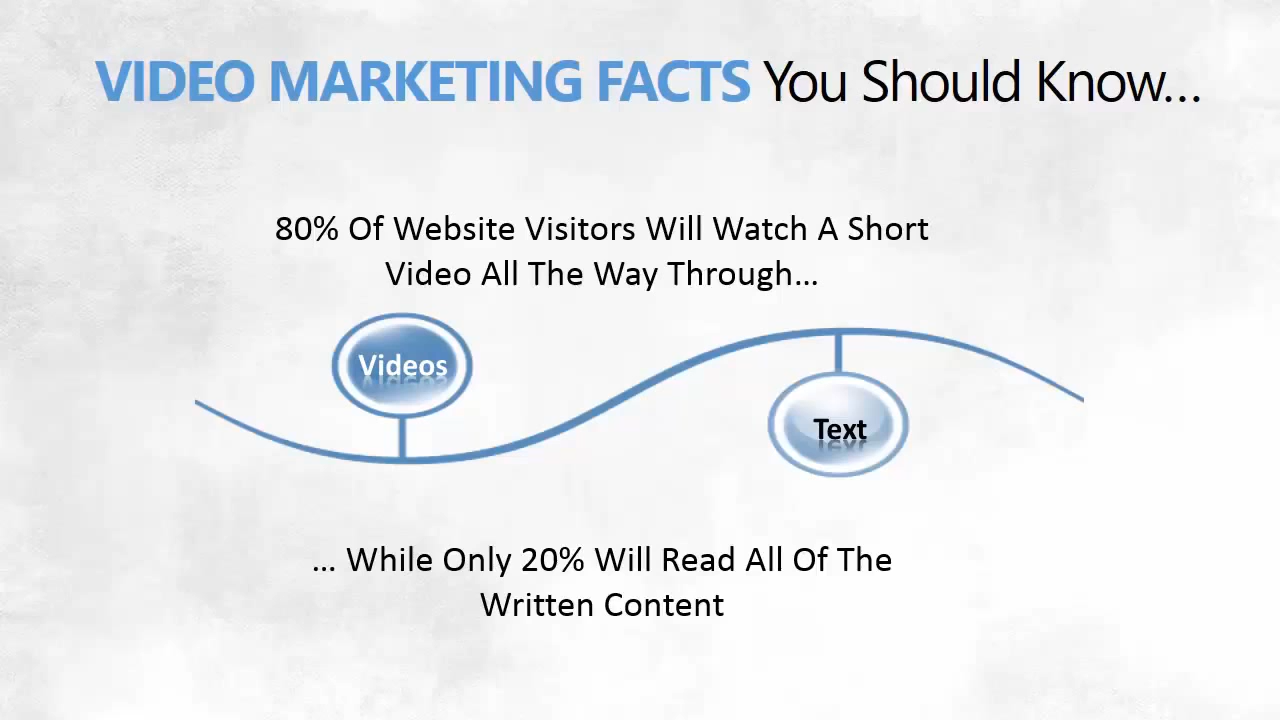 VIDEO MARKETING FACTS You Should Know...
80% Of Website Visitors Will Watch A Short
Video All The Way Through...
Videos
Text
... While Only 20% Will Read All Of The
Written Content